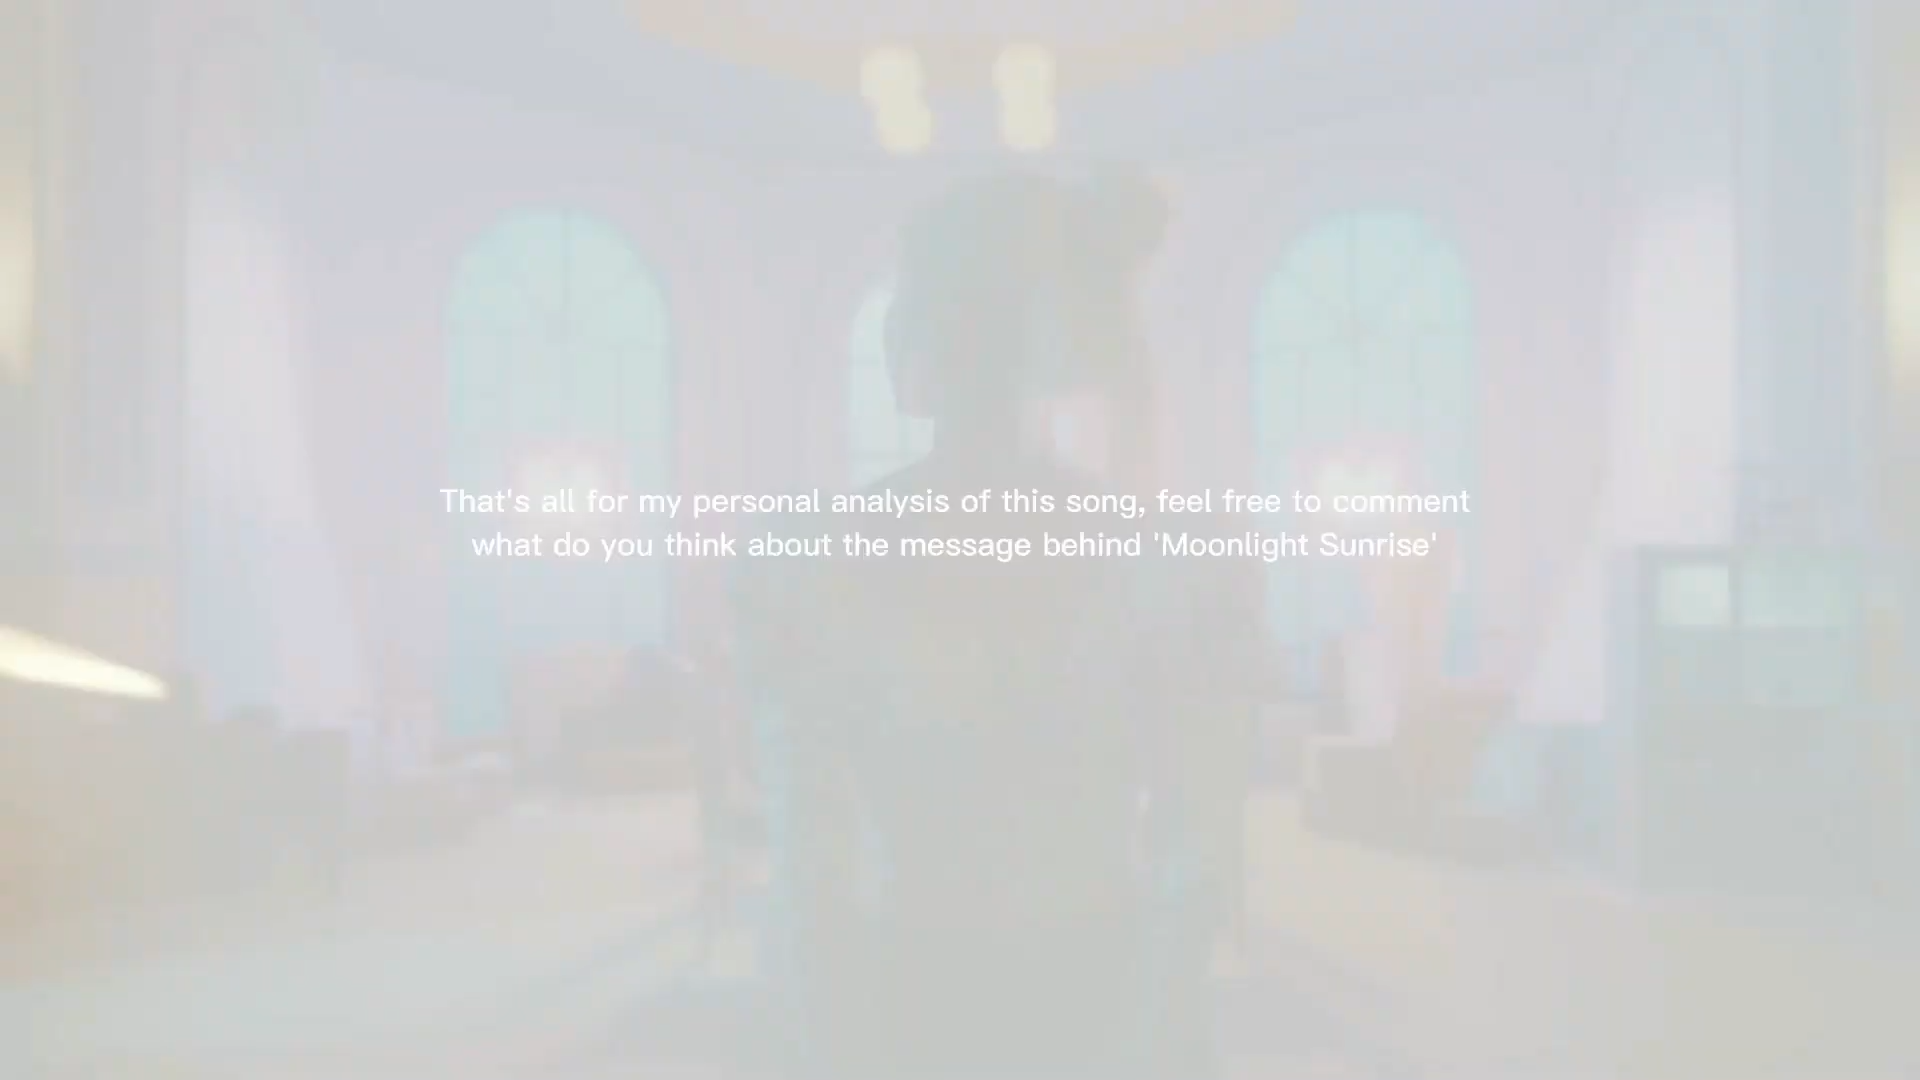 That's all for my personal analysis of this song, feel free to comment
what do you think about the message behind 'Moonlight Sunrise'